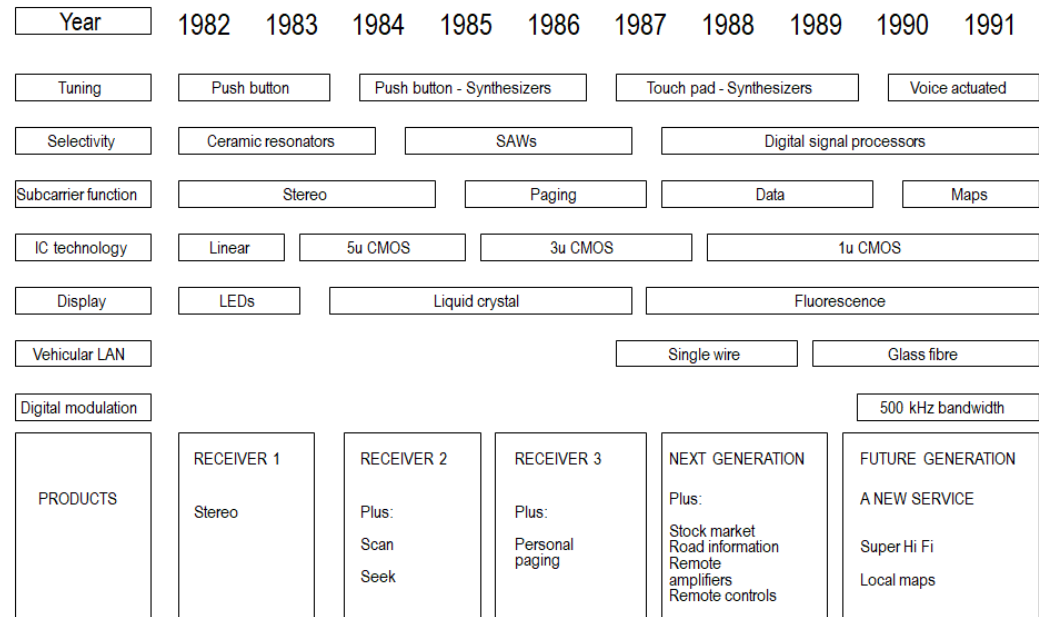 Year 1982 1983 1984 1985 1986 1987 1988 1989 1990 1991
Tuning Push button Push button - Synthesizers Touch pad - Synthesizers Voice actuated
Selectivity Ceramic resonators SAWs Digital signal processors
Subcarrier function Stereo Paging Data Maps
IC technology Linear 5u CMOS 3u CMOS 1u CMOS
Display LEDs Liquid crystal Fluorescence
Vehicular LAN Single wire Glass fibre
Digital modulation 500 kHz bandwidth
PRODUCTS
RECEIVER 1
Stereo
RECEIVER 2
Plus:
Scan
Seek
RECEIVER 3
Plus:
Personal
paging
NEXT GENERATION
Plus:
Stock market
Road information
Remote
amplifiers
Remote controls
FUTURE GENERATION
A NEW SERVICE
Super Hi Fi
Local maps